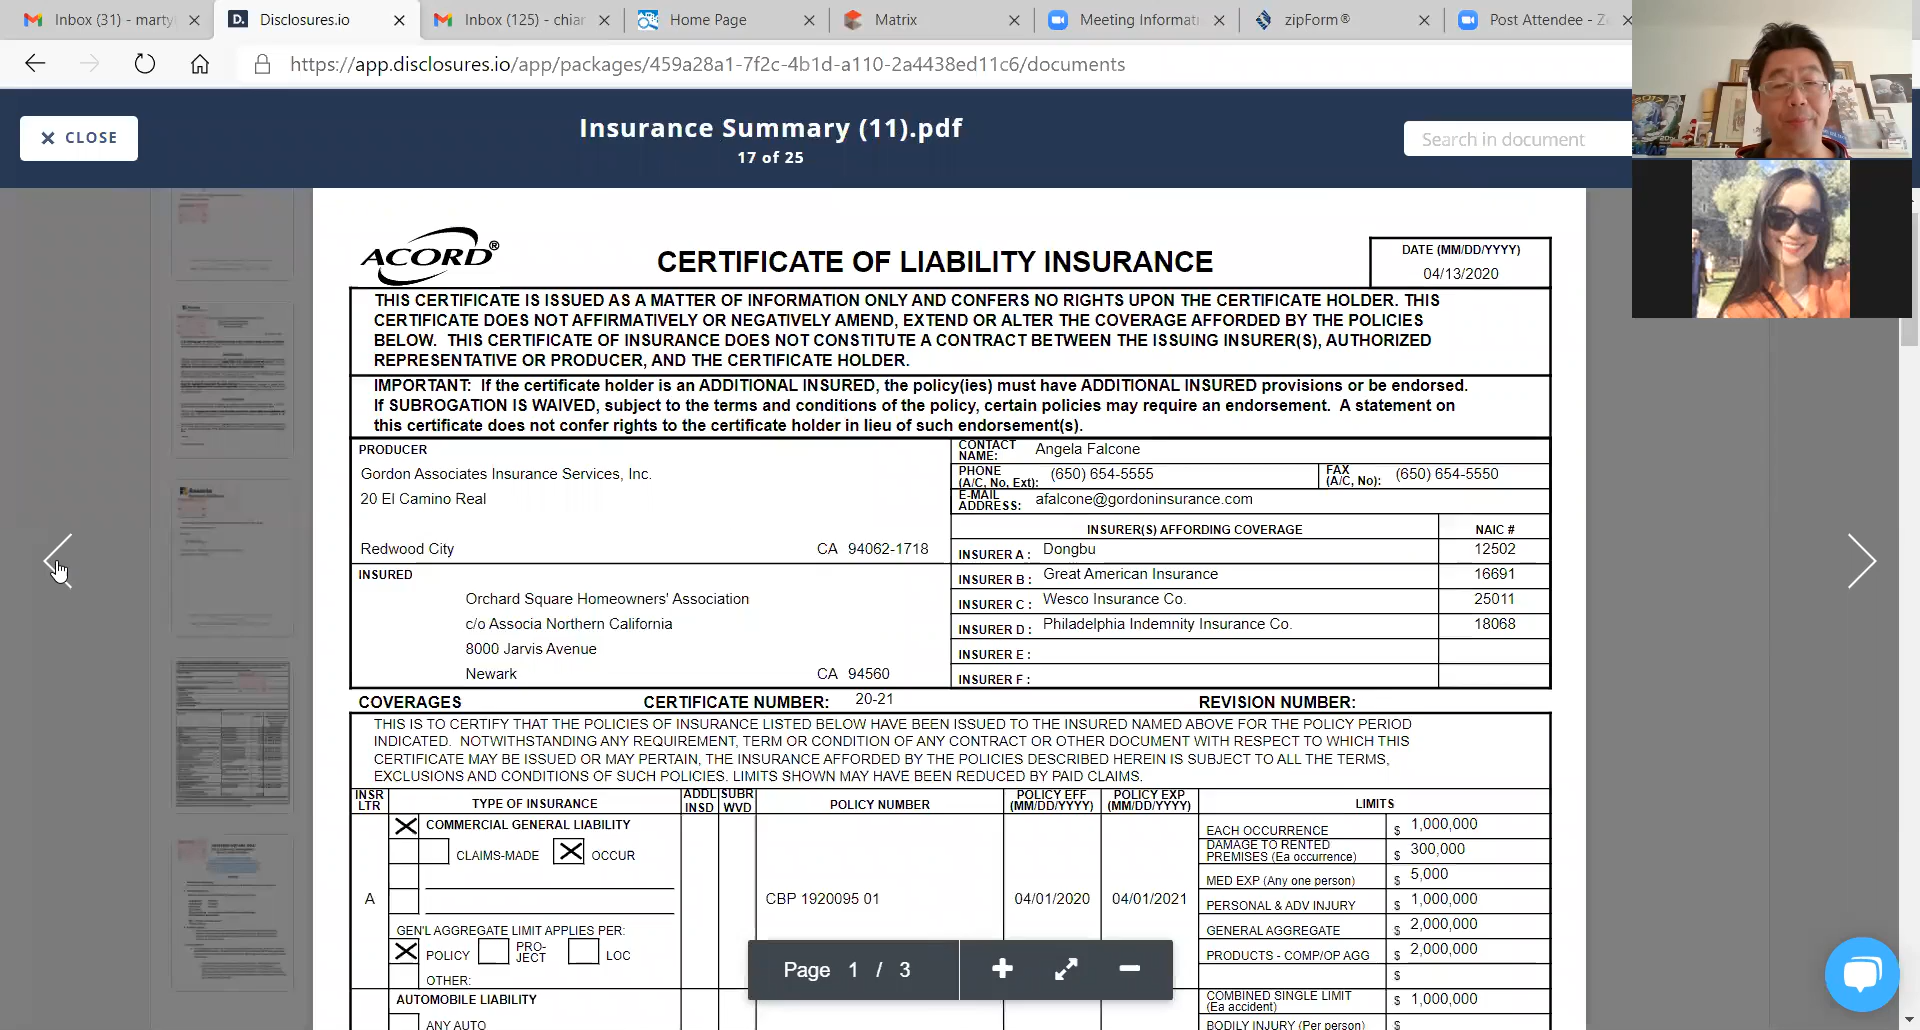 Inbox (31) - marty
Disclosures.io
Inbox (125) - chian
Home Page
Matrix
Meeting Informati
zipForm®
Post Attendee - Z
https://app.disclosures.io/app/packages/459a28a1-7f2c-4b1d-a110-2a4438ed11c6/documents
CLOSE
Insurance Summary (11).pdf
17 of 25
Search in document
ACORD®
CERTIFICATE OF LIABILITY INSURANCE
DATE (MM/DD/YYYY)
04/13/2020
THIS CERTIFICATE IS ISSUED AS A MATTER OF INFORMATION ONLY AND CONFERS NO RIGHTS UPON THE CERTIFICATE HOLDER. THIS
CERTIFICATE DOES NOT AFFIRMATIVELY OR NEGATIVELY AMEND, EXTEND OR ALTER THE COVERAGE AFFORDED BY THE POLICIES
BELOW. THIS CERTIFICATE OF INSURANCE DOES NOT CONSTITUTE A CONTRACT BETWEEN THE ISSUING INSURER(S), AUTHORIZED
REPRESENTATIVE OR PRODUCER, AND THE CERTIFICATE HOLDER.
IMPORTANT: If the certificate holder is an ADDITIONAL INSURED, the policy(ies) must have ADDITIONAL INSURED provisions or be endorsed.
If SUBROGATION IS WAIVED, subject to the terms and conditions of the policy, certain policies may require an endorsement. A statement on
this certificate does not confer rights to the certificate holder in lieu of such endorsement(s).
PRODUCER
Gordon Associates Insurance Services, Inc.
20 El Camino Real
Redwood City CA 94062-1718
CONTACT NAME: Angela Falcone
PHONE (A/C, No, Ext): (650) 654-5555
FAX (A/C, No): (650) 654-5550
E-MAIL ADDRESS: afalcone@gordoninsurance.com
INSURER(S) AFFORDING COVERAGE NAIC #
INSURER A : Dongbu 12502
INSURER B : Great American Insurance 16691
INSURER C : Wesco Insurance Co. 25011
INSURER D : Philadelphia Indemnity Insurance Co. 18068
INSURER E :
INSURER F :
INSURED
Orchard Square Homeowners' Association
c/o Associa Northern California
8000 Jarvis Avenue
Newark CA 94560
COVERAGES CERTIFICATE NUMBER: 20-21 REVISION NUMBER:
THIS IS TO CERTIFY THAT THE POLICIES OF INSURANCE LISTED BELOW HAVE BEEN ISSUED TO THE INSURED NAMED ABOVE FOR THE POLICY PERIOD
INDICATED. NOTWITHSTANDING ANY REQUIREMENT, TERM OR CONDITION OF ANY CONTRACT OR OTHER DOCUMENT WITH RESPECT TO WHICH THIS
CERTIFICATE MAY BE ISSUED OR MAY PERTAIN, THE INSURANCE AFFORDED BY THE POLICIES DESCRIBED HEREIN IS SUBJECT TO ALL THE TERMS,
EXCLUSIONS AND CONDITIONS OF SUCH POLICIES. LIMITS SHOWN MAY HAVE BEEN REDUCED BY PAID CLAIMS.
INSR LTR TYPE OF INSURANCE ADDL INSD SUBR WVD POLICY NUMBER POLICY EFF (MM/DD/YYYY) POLICY EXP (MM/DD/YYYY) LIMITS
COMMERCIAL GENERAL LIABILITY
CLAIMS-MADE OCCUR
A CBP 1920095 01 04/01/2020 04/01/2021
GEN'L AGGREGATE LIMIT APPLIES PER:
POLICY PRO-JECT LOC
OTHER:
EACH OCCURRENCE $ 1,000,000
DAMAGE TO RENTED PREMISES (Ea occurrence) $ 300,000
MED EXP (Any one person) $ 5,000
PERSONAL & ADV INJURY $ 1,000,000
GENERAL AGGREGATE $ 2,000,000
PRODUCTS - COMP/OP AGG $ 2,000,000
$
AUTOMOBILE LIABILITY
ANY AUTO
COMBINED SINGLE LIMIT (Ea accident) $ 1,000,000
BODILY INJURY (Per person) $
Page 1 / 3